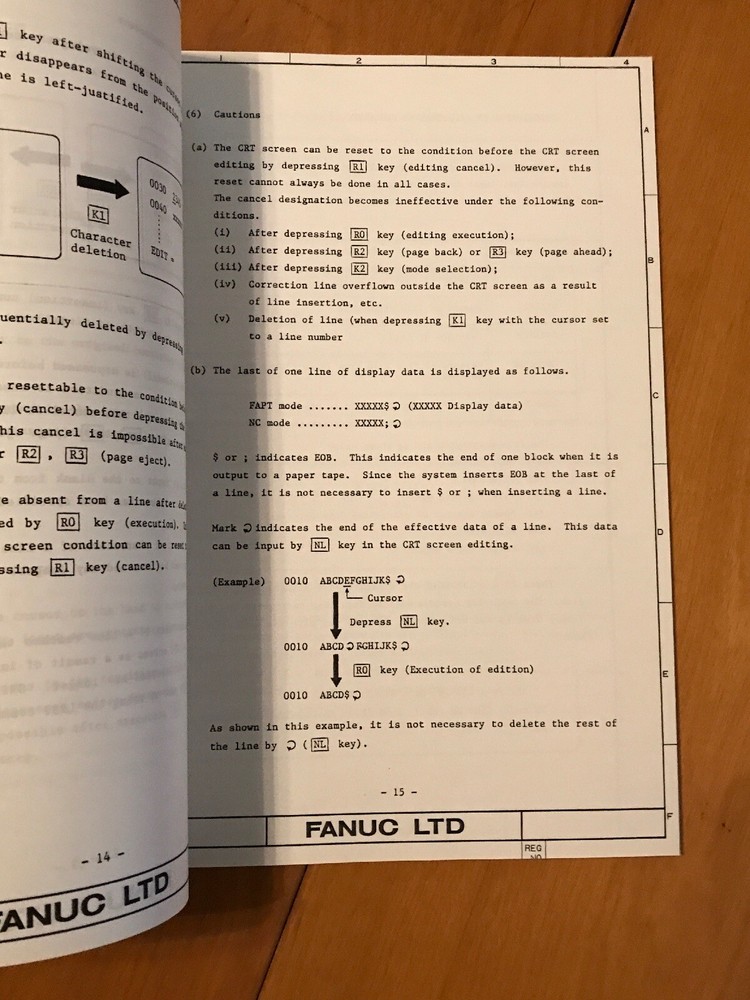 key after shifting the
disappears from the
is left-justified.
0030
0040
K1
Character
deletion
EDIT
deleted by depressing
resettable to the condition
(cancel) before depressing
this cancel is impossible after
R2 , R3 (page eject).
absent from a line after
by R0 key (execution).
screen condition can be
R1 key (cancel).
- 14 -
FANUC LTD
1 2 3 4
A
B
C
D
E
F
(6) Cautions
(a) The CRT screen can be reset to the condition before the CRT screen
editing by depressing R1 key (editing cancel). However, this
reset cannot always be done in all cases.
The cancel designation becomes ineffective under the following con-
ditions.
(i) After depressing R0 key (editing execution);
(ii) After depressing R2 key (page back) or R3 key (page ahead);
(iii) After depressing K2 key (mode selection);
(iv) Correction line overflown outside the CRT screen as a result
of line insertion, etc.
(v) Deletion of line (when depressing K1 key with the cursor set
to a line number
(b) The last of one line of display data is displayed as follows.
FAPT mode ....... XXXXX$ ⊃ (XXXXX Display data)
NC mode ......... XXXXX; ⊃
$ or ; indicates EOB. This indicates the end of one block when it is
output to a paper tape. Since the system inserts EOB at the last of
a line, it is not necessary to insert $ or ; when inserting a line.
Mark ⊃ indicates the end of the effective data of a line. This data
can be input by NL key in the CRT screen editing.
(Example) 0010 ABCDEFGHIJK$ ⊃
Cursor
Depress NL key.
0010 ABCD ⊃ FGHIJK$ ⊃
R0 key (Execution of edition)
0010 ABCD$ ⊃
As shown in this example, it is not necessary to delete the rest of
the line by ⊃ ( NL key).
- 15 -
FANUC LTD
REG
NO